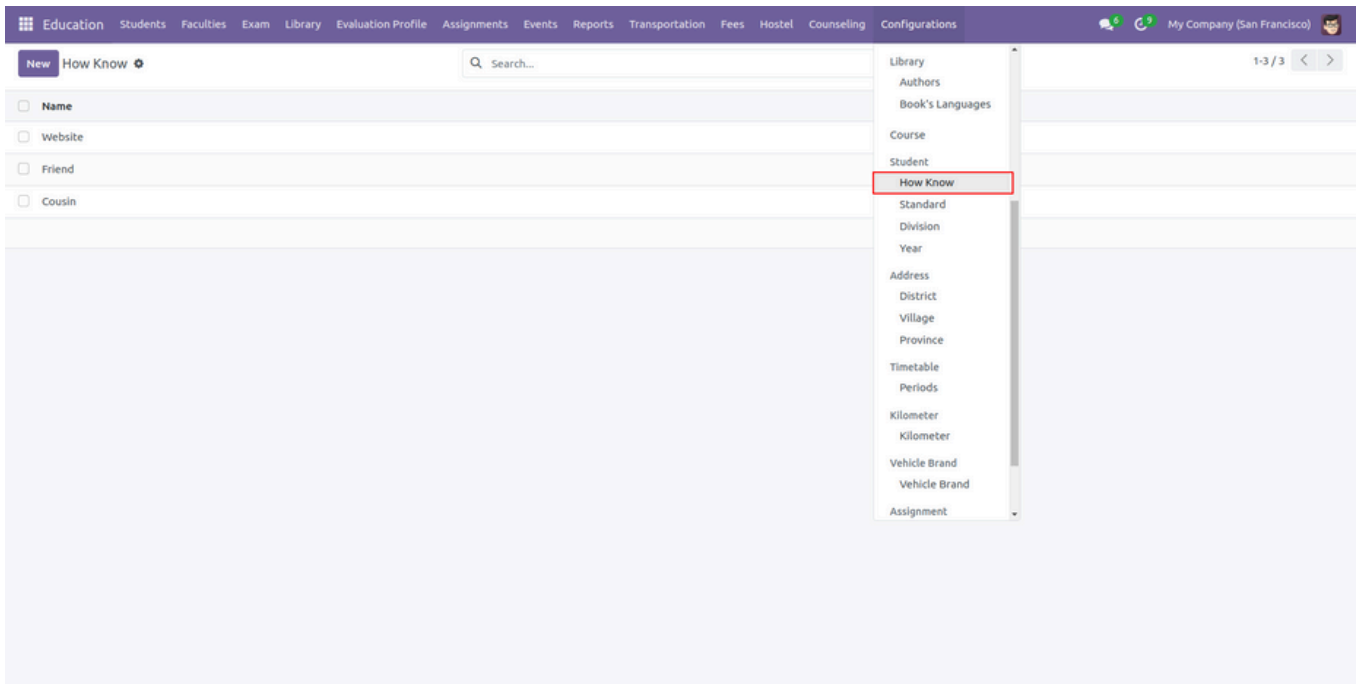 Education Students Faculties Exam Library Evaluation Profile Assignments Events Reports Transportation Fees Hostel Counseling Configurations 6 9 My Company (San Francisco)
New How Know Search... 1-3 / 3
Name
Website
Friend
Cousin
Library
Authors
Book's Languages
Course
Student
How Know
Standard
Division
Year
Address
District
Village
Province
Timetable
Periods
Kilometer
Kilometer
Vehicle Brand
Vehicle Brand
Assignment